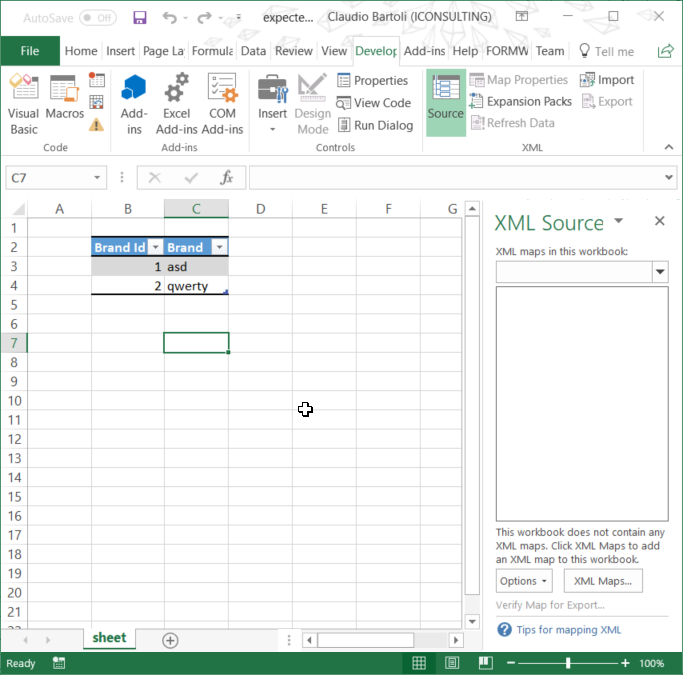 AutoSave Off expecte... Claudio Bartoli (ICONSULTING)
File Home Insert Page La Formula Data Review View Develop Add-ins Help FORMW Team Tell me
Visual Basic
Macros
Add-ins
Excel Add-ins
COM Add-ins
Insert
Design Mode
Properties
View Code
Run Dialog
Source
Map Properties
Expansion Packs
Refresh Data
Import
Export
Code Add-ins Controls XML
C7 fx
A B C D E F G
1
2 Brand Id Brand
3 1 asd
4 2 qwerty
5
6
7
8
9
10
11
12
13
14
15
16
17
18
19
20
21
22
XML Source
XML maps in this workbook:
This workbook does not contain any
XML maps. Click XML Maps to add
an XML map to this workbook.
Options XML Maps...
Verify Map for Export...
? Tips for mapping XML
sheet
Ready 100%